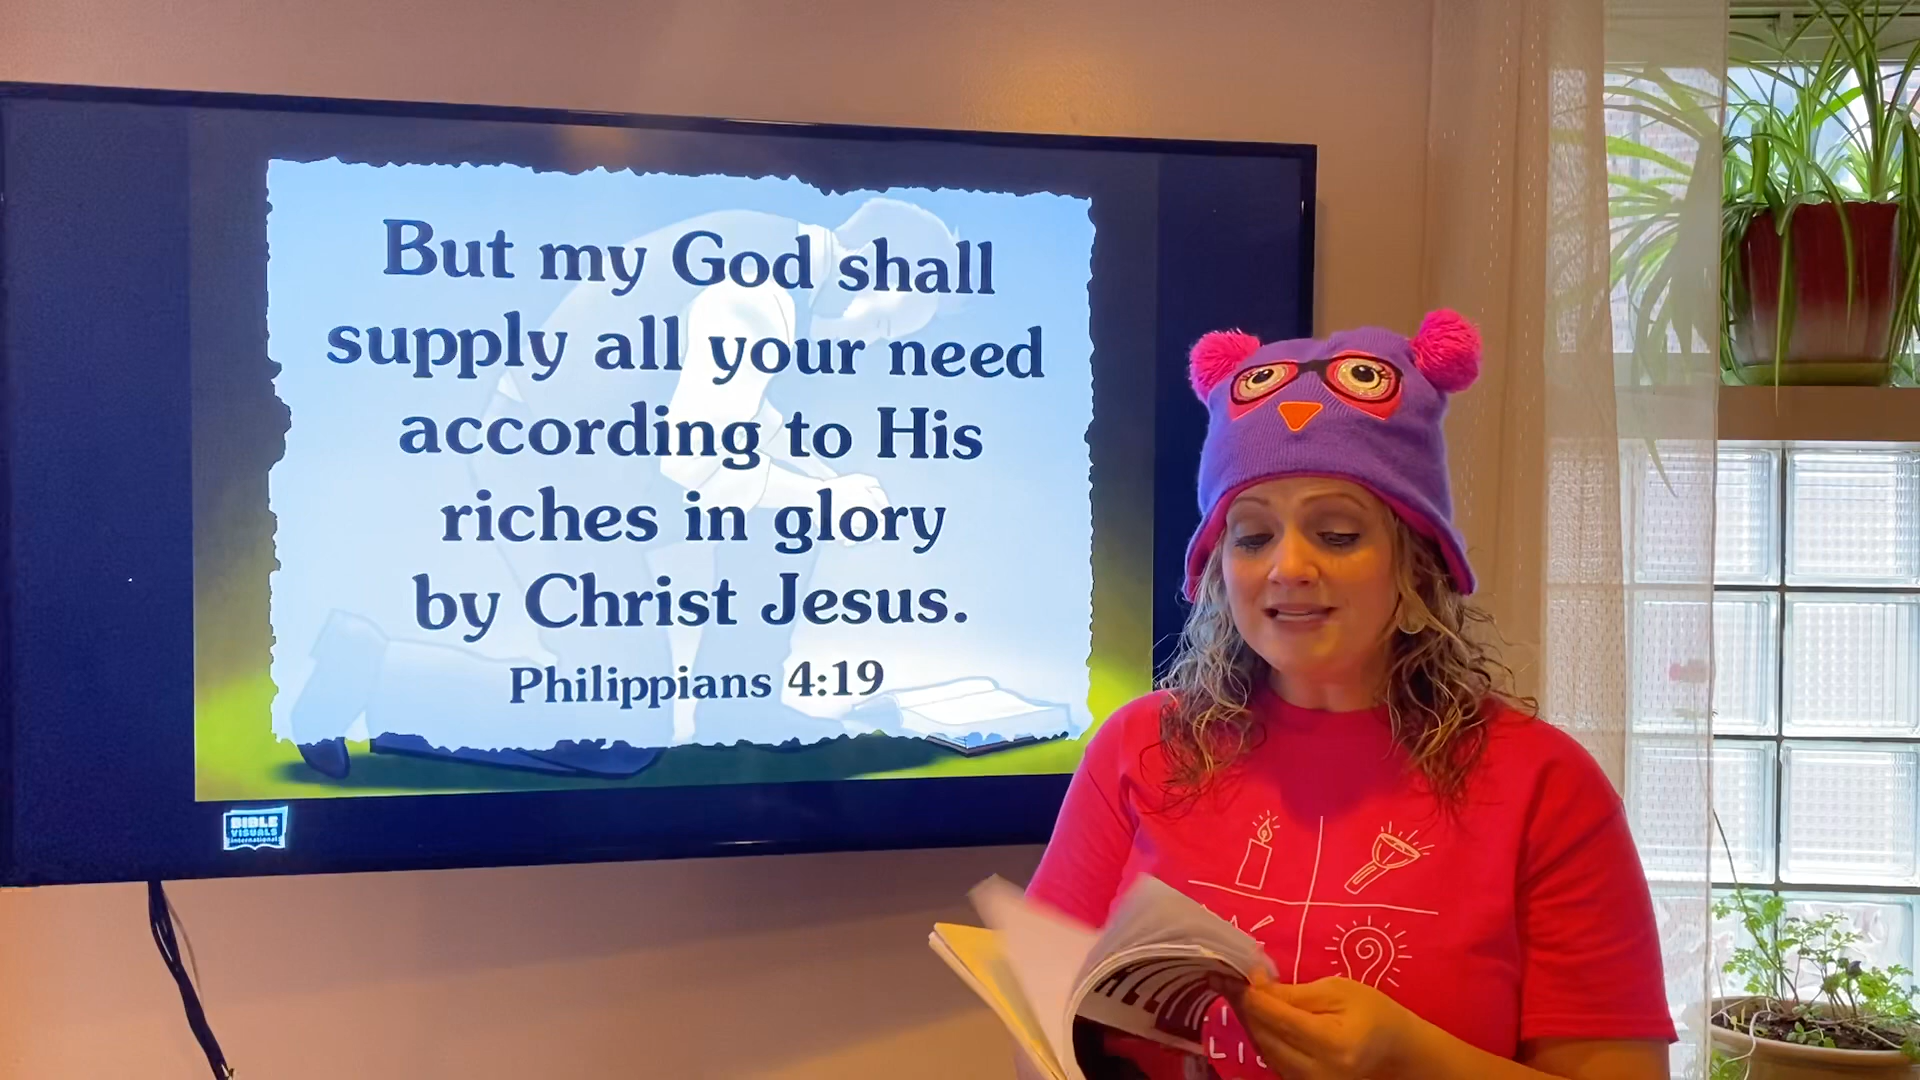 But my God shall
supply all your need
according to His
riches in glory
by Christ Jesus.
Philippians 4:19
BIBLE
VISUALS
international